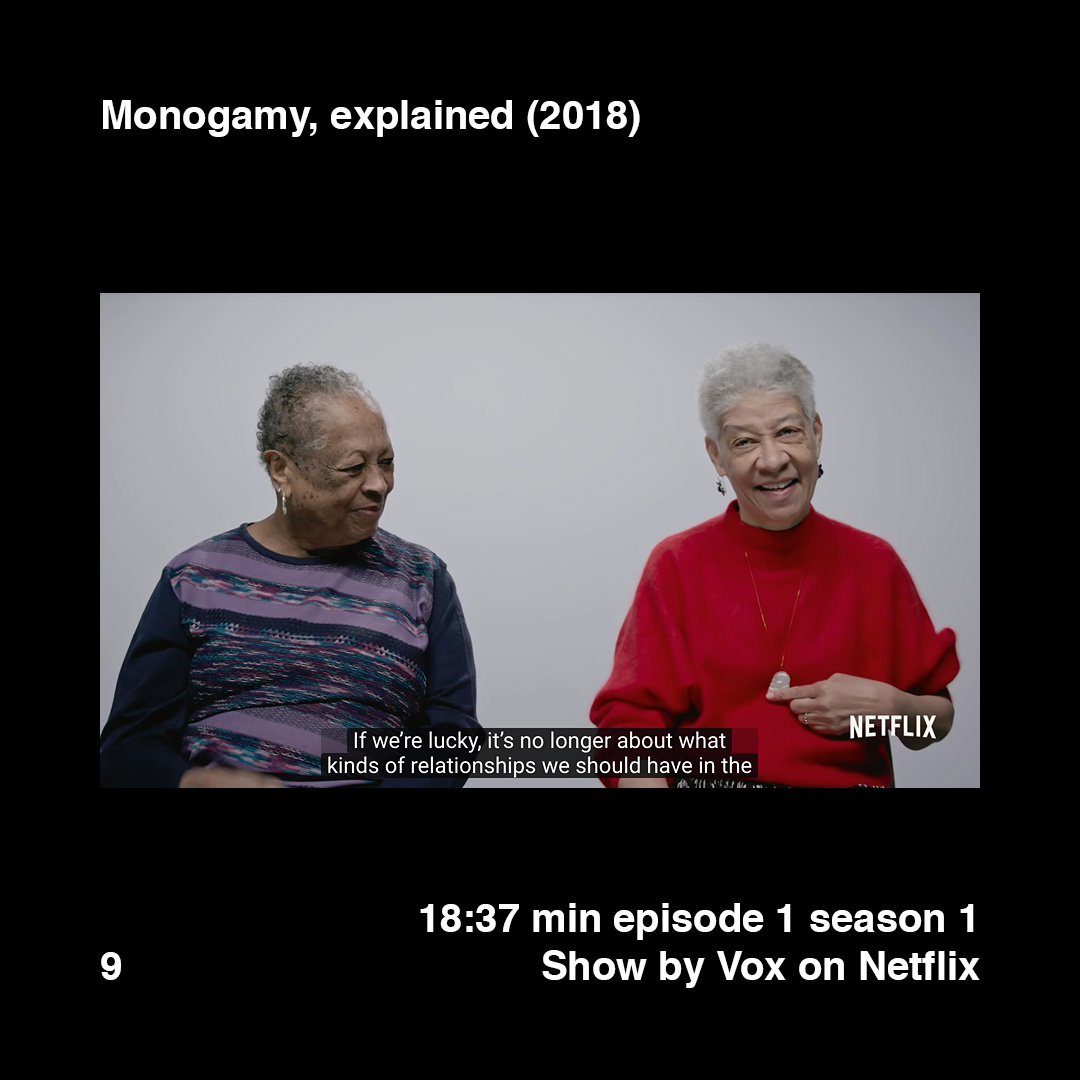 Monogamy, explained (2018)
NETFLIX
If we're lucky, it's no longer about what
kinds of relationships we should have in the
18:37 min episode 1 season 1
9
Show by Vox on Netflix